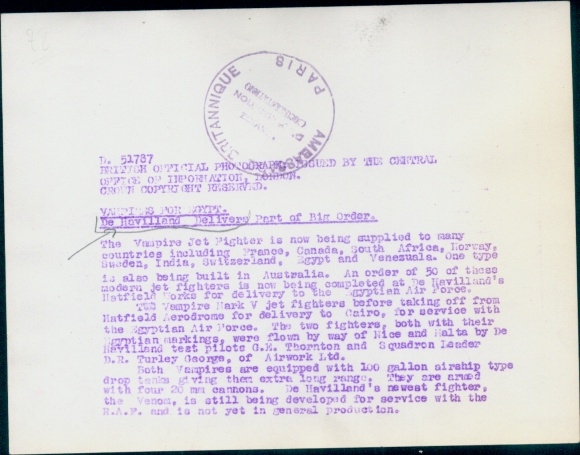 AMBASSADE BRITANNIQUE
PARIS
D. 51787
BRITISH OFFICIAL PHOTOGRAPH, ISSUED BY THE CENTRAL
OFFICE OF INFORMATION, LONDON.
CROWN COPYRIGHT RESERVED.
VAMPIRES FOR EGYPT.
De Havilland Delivery Part of Big Order.
The Vampire Jet Fighter is now being supplied to many
countries including France, Canada, South Africa, Norway,
Sweden, India, Switzerland, Egypt and Venezuala. One type
is also being built in Australia. An order of 50 of these
modern jet fighters is now being completed at De Havilland's
Hatfield Works for delivery to the Egyptian Air Force.
Two Vampire Mark V jet fighters before taking off from
Hatfield Aerodrome for delivery to Cairo, for service with
the Egyptian Air Force. The two fighters, both with their
Egyptian markings, were flown by way of Nice and Malta by De
Havilland test pilots G.E. Thornton and Squadron Leader
D.R. Turley George, of Airwork Ltd.
Both Vampires are equipped with 100 gallon airship type
drop tanks giving them extra long range. They are armed
with four 20 mm cannons. De Havilland's newest fighter,
the Venom, is still being developed for service with the
R.A.F. and is not yet in general production.